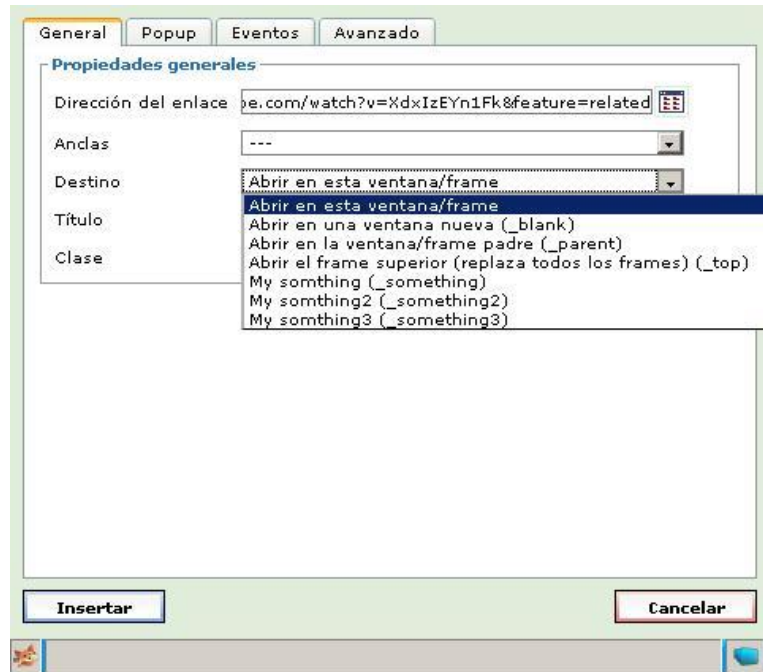 General Popup Eventos Avanzado
Propiedades generales
Dirección del enlace be.com/watch?v=XdxIzEYn1Fk&feature=related
Anclas ---
Destino Abrir en esta ventana/frame
Abrir en esta ventana/frame
Título Abrir en una ventana nueva (_blank)
Abrir en la ventana/frame padre (_parent)
Clase Abrir el frame superior (replaza todos los frames) (_top)
My somthing (_something)
My somthing2 (_something2)
My somthing3 (_something3)
Insertar Cancelar